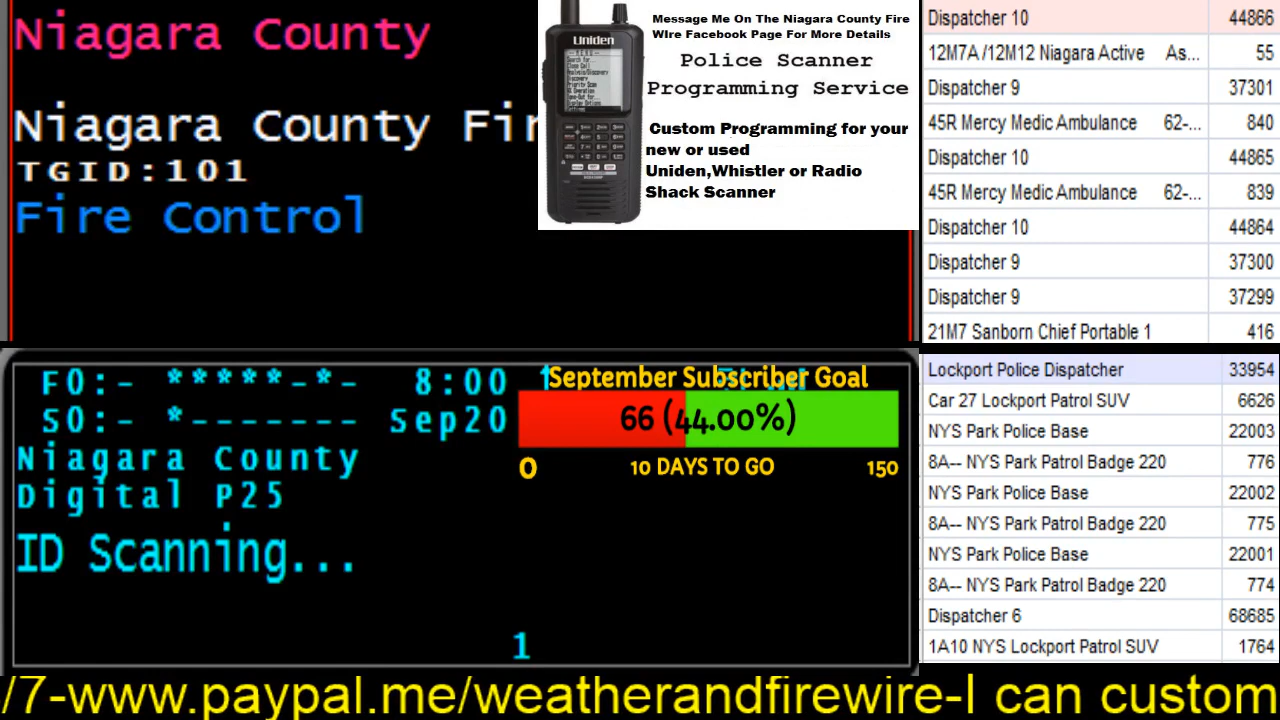 Niagara County
Niagara County Fir
TGID:101
Fire Control
Uniden
Message Me On The Niagara County Fire
WIre Facebook Page For More Details
Police Scanner
Programming Service
Custom Programming for your
new or used
Uniden,Whistler or Radio
Shack Scanner
Dispatcher 10 44866
12M7A /12M12 Niagara Active As... 55
Dispatcher 9 37301
45R Mercy Medic Ambulance 62-... 840
Dispatcher 10 44865
45R Mercy Medic Ambulance 62-... 839
Dispatcher 10 44864
Dispatcher 9 37300
Dispatcher 9 37299
21M7 Sanborn Chief Portable 1 416
F0:- *****-*- 8:00
S0:- *------- Sep20
Niagara County
Digital P25
ID Scanning...
1
September Subscriber Goal
66 (44.00%)
0 10 DAYS TO GO 150
Lockport Police Dispatcher 33954
Car 27 Lockport Patrol SUV 6626
NYS Park Police Base 22003
8A-- NYS Park Patrol Badge 220 776
NYS Park Police Base 22002
8A-- NYS Park Patrol Badge 220 775
NYS Park Police Base 22001
8A-- NYS Park Patrol Badge 220 774
Dispatcher 6 68685
1A10 NYS Lockport Patrol SUV 1764
/7-www.paypal.me/weatherandfirewire-I can custom